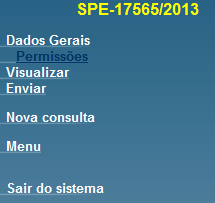 SPE-17565/2013
Dados Gerais
Permissões
Visualizar
Enviar
Nova consulta
Menu
Sair do sistema